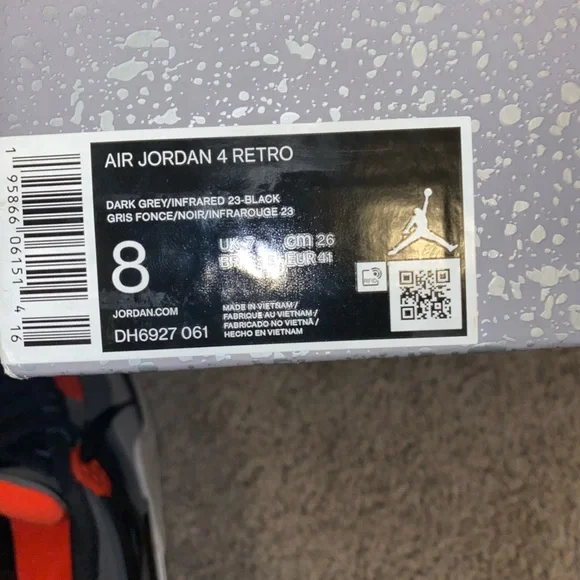 AIR JORDAN 4 RETRO
DARK GREY/INFRARED 23-BLACK
GRIS FONCE/NOIR/INFRAROUGE 23
8
UK 7
CM 26
EUR 41
JORDAN.COM
DH6927 061
MADE IN VIETNAM/
FABRIQUE AU VIETNAM/
FABRICADO NO VIETNÃ/
HECHO EN VIETNAM
1 95866 06151 4 16